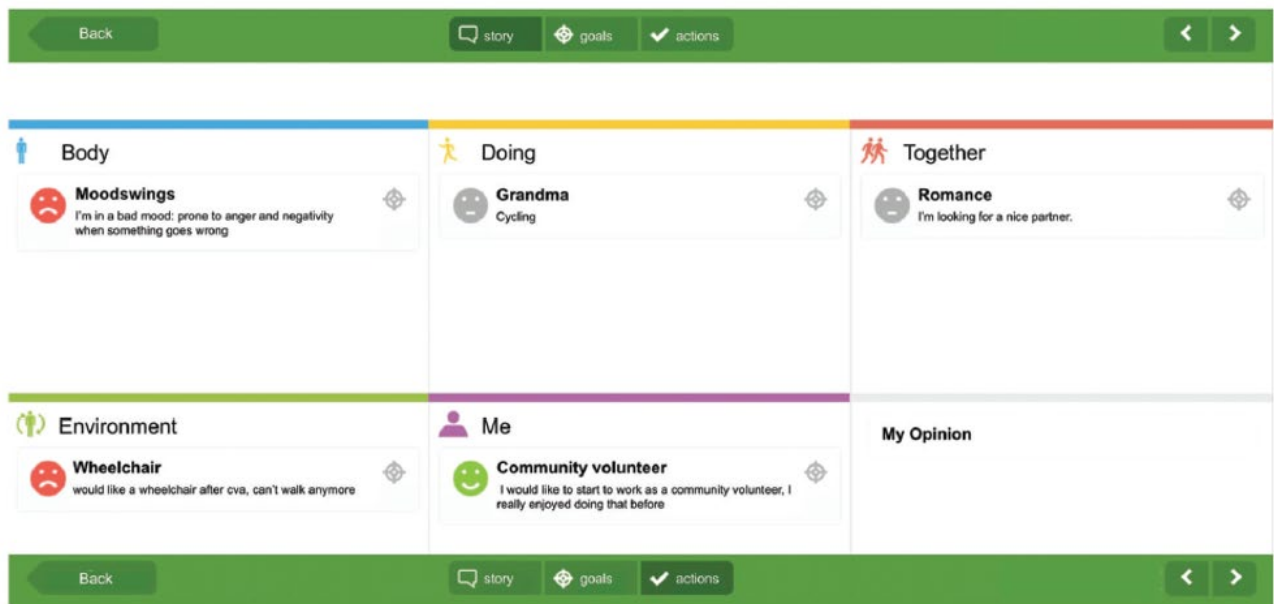 Back
story
goals
actions
Body
Moodswings
I'm in a bad mood: prone to anger and negativity
when something goes wrong
Doing
Grandma
Cycling
Together
Romance
I'm looking for a nice partner.
Environment
Wheelchair
would like a wheelchair after cva, can't walk anymore
Me
Community volunteer
I would like to start to work as a community volunteer, I
really enjoyed doing that before
My Opinion
Back
story
goals
actions